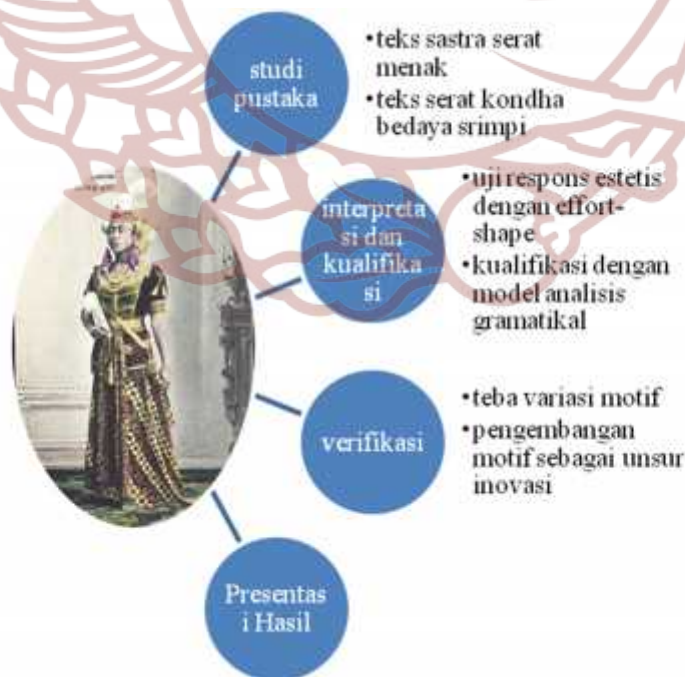 studi
pustaka
•teks sastra serat
menak
•teks serat kondha
bedaya srimpi
interpreta
si dan
kualifika
si
•uji respons estetis
dengan effort-
shape
•kualifikasi dengan
model analisis
gramatikal
verifikasi
•teba variasi motif
•pengembangan
motif sebagai unsur
inovasi
Presentas
i Hasil